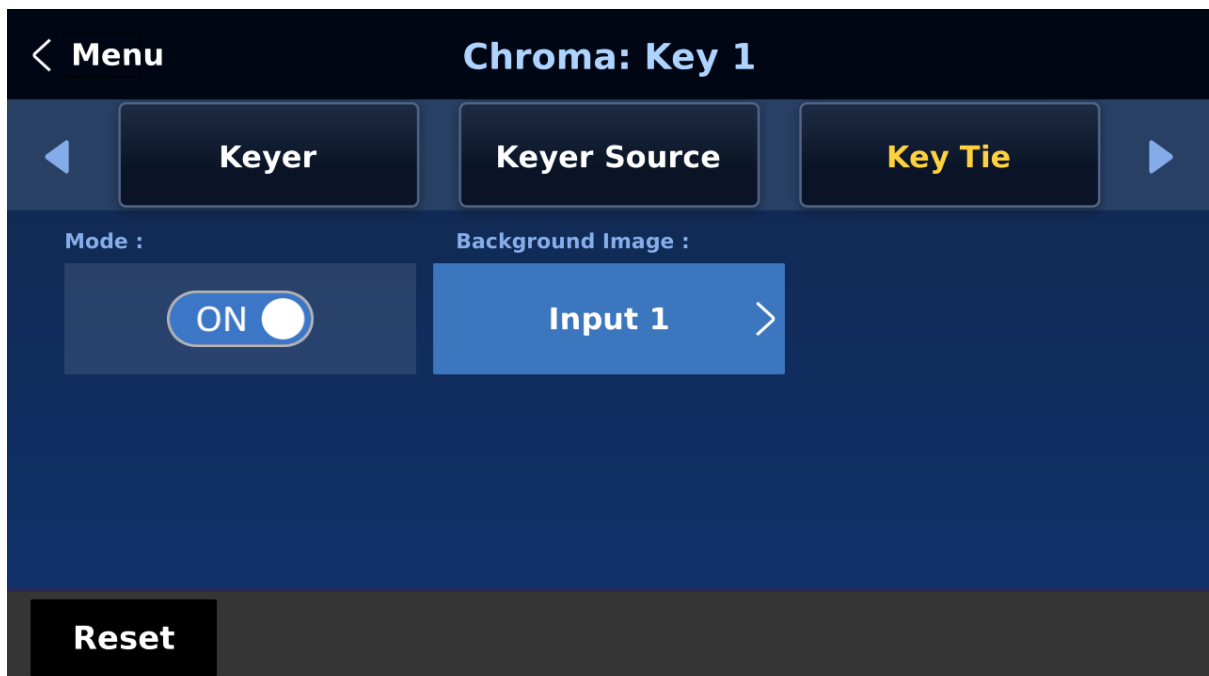 Menu
Chroma: Key 1
Keyer
Keyer Source
Key Tie
Mode :
Background Image :
ON
Input 1
Reset